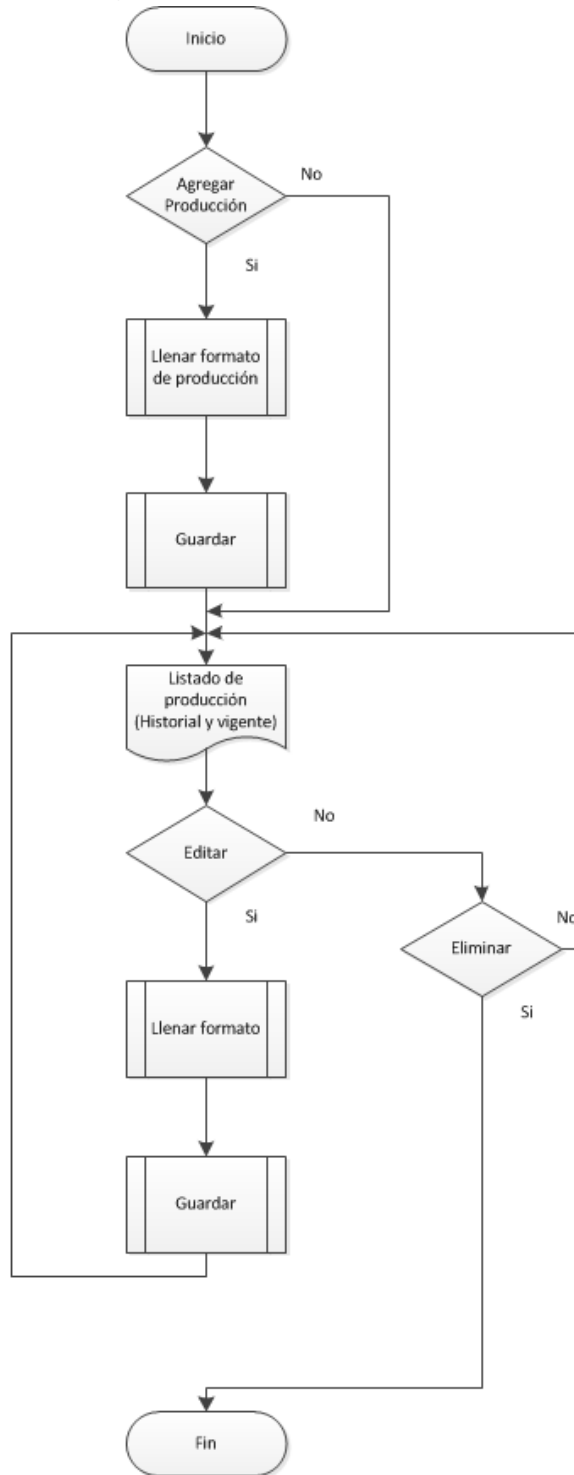 Inicio
Agregar
Producción
No
Si
Llenar formato
de producción
Guardar
Listado de
producción
(Historial y vigente)
Editar
No
Si
Eliminar
No
Si
Llenar formato
Guardar
Fin